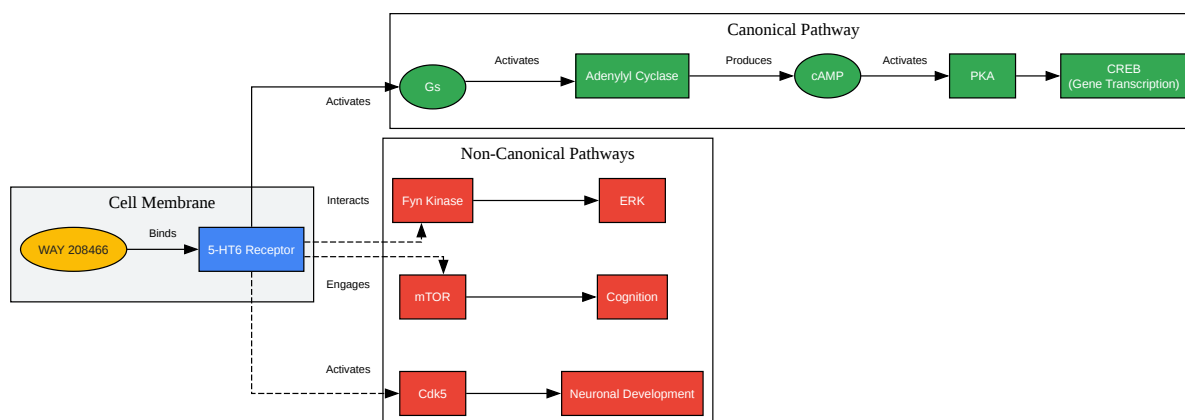 Canonical Pathway
Activates
Produces
Activates
Gs
Adenylyl Cyclase
cAMP
PKA
CREB
(Gene Transcription)
Activates
Non-Canonical Pathways
Interacts
Fyn Kinase
ERK
Cell Membrane
Binds
WAY 208466
5-HT6 Receptor
Engages
mTOR
Cognition
Activates
Cdk5
Neuronal Development